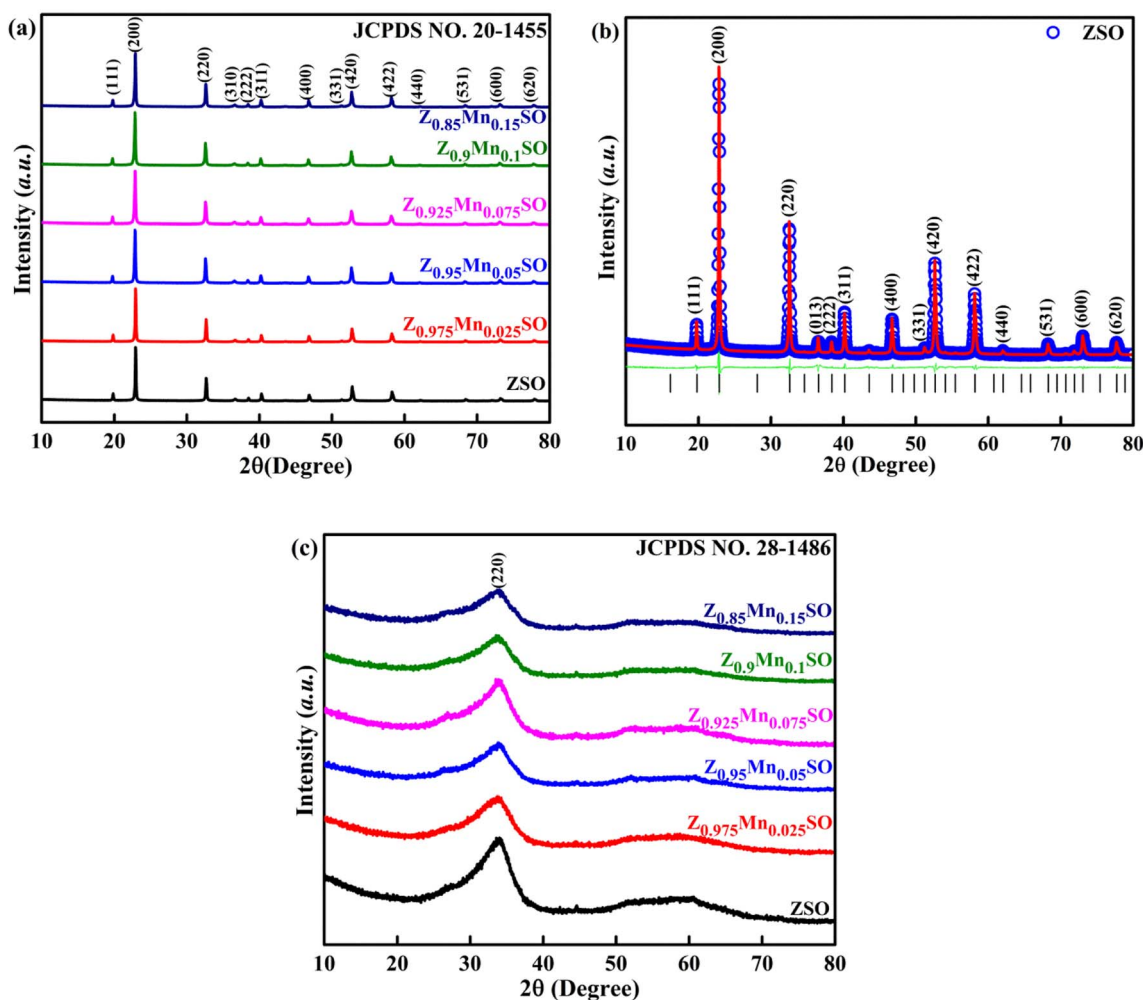 (a)
JCPDS NO. 20-1455
(111)
(200)
(220)
(310)
(222)
(311)
(400)
(331)
(420)
(422)
(440)
(531)
(600)
(620)
Z0.85Mn0.15SO
Z0.9Mn0.1SO
Z0.925Mn0.075SO
Z0.95Mn0.05SO
Z0.975Mn0.025SO
ZSO
Intensity (a.u.)
10 20 30 40 50 60 70 80
2θ(Degree)
(b)
ZSO
(111)
(200)
(220)
(013)
(222)
(311)
(400)
(331)
(420)
(422)
(440)
(531)
(600)
(620)
Intensity (a.u.)
10 20 30 40 50 60 70 80
2θ (Degree)
(c)
JCPDS NO. 28-1486
(220)
Z0.85Mn0.15SO
Z0.9Mn0.1SO
Z0.925Mn0.075SO
Z0.95Mn0.05SO
Z0.975Mn0.025SO
ZSO
Intensity (a.u.)
10 20 30 40 50 60 70 80
2θ (Degree)